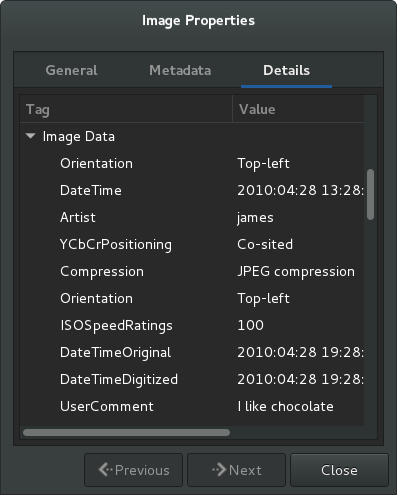 Image Properties
General Metadata Details
Tag Value
Image Data
Orientation Top-left
DateTime 2010:04:28 13:28:
Artist james
YCbCrPositioning Co-sited
Compression JPEG compression
Orientation Top-left
ISOSpeedRatings 100
DateTimeOriginal 2010:04:28 19:28:
DateTimeDigitized 2010:04:28 19:28:
UserComment I like chocolate
Previous Next Close